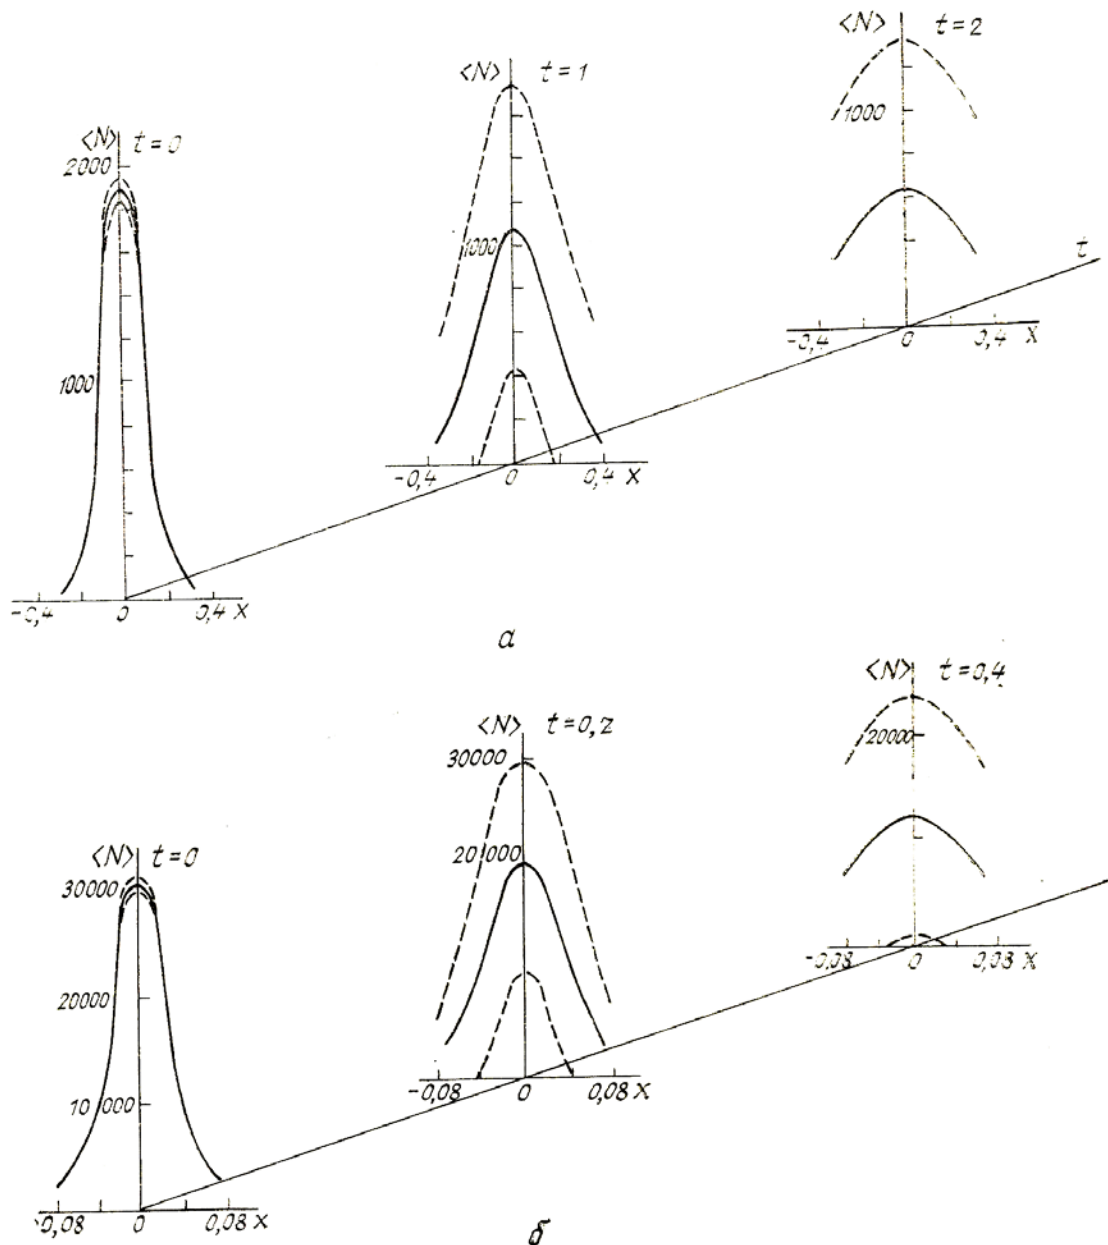 <N> t=0
2000
1000
-0,4 0 0,4 x
<N> t=1
1000
-0,4 0 0,4 x
<N> t=2
1000
-0,4 0 0,4 x
t
а
<N> t=0
30000
20000
10 000
-0,08 0 0,08 x
<N> t=0,2
30000
20 000
-0,08 0 0,08 x
<N> t=0,4
20000
-0,08 0 0,08 x
б